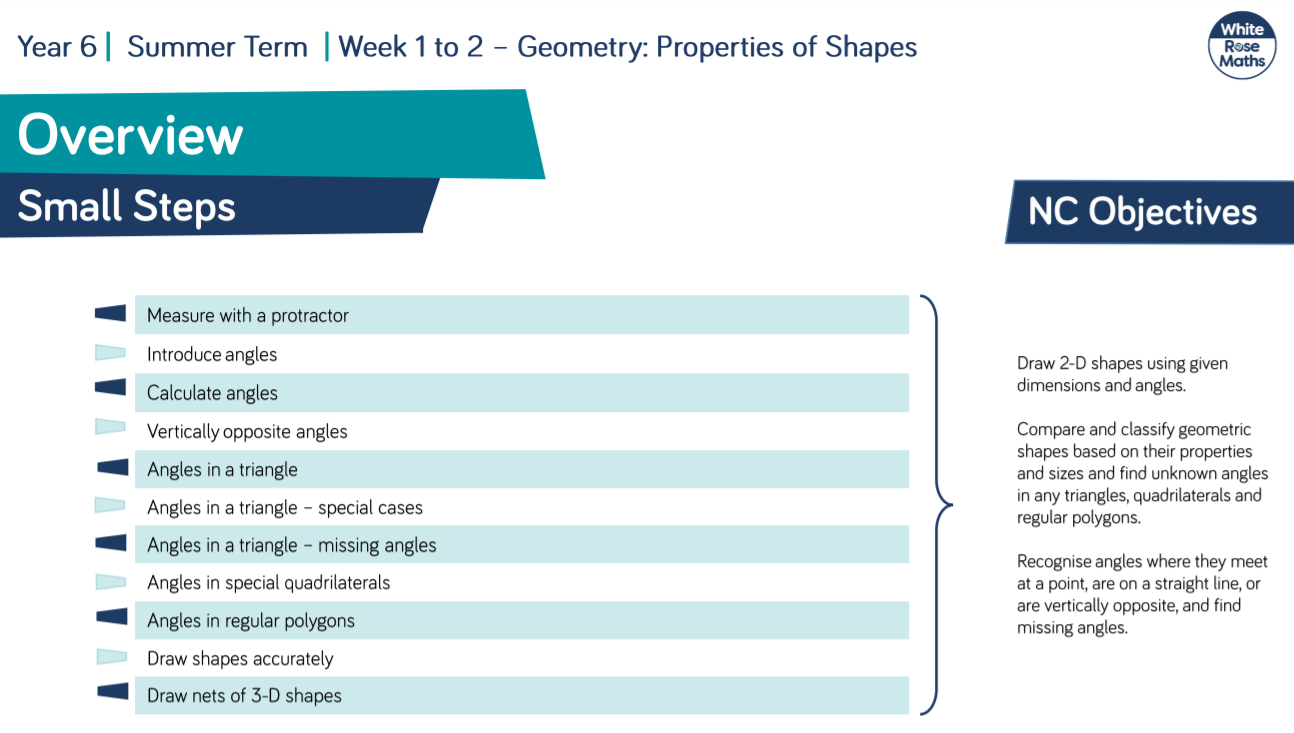 Year 6 | Summer Term | Week 1 to 2 – Geometry: Properties of Shapes
White
Rose
Maths
Overview
Small Steps
NC Objectives
Measure with a protractor
Introduce angles
Calculate angles
Vertically opposite angles
Angles in a triangle
Angles in a triangle – special cases
Angles in a triangle – missing angles
Angles in special quadrilaterals
Angles in regular polygons
Draw shapes accurately
Draw nets of 3-D shapes
Draw 2-D shapes using given
dimensions and angles.
Compare and classify geometric
shapes based on their properties
and sizes and find unknown angles
in any triangles, quadrilaterals and
regular polygons.
Recognise angles where they meet
at a point, are on a straight line, or
are vertically opposite, and find
missing angles.